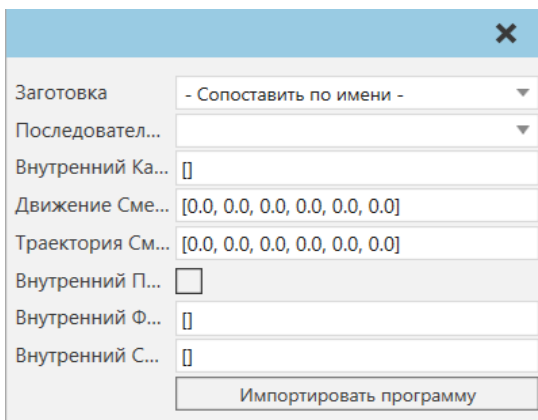 Заготовка - Сопоставить по имени -
Последовател...
Внутренний Ка... []
Движение Сме... [0.0, 0.0, 0.0, 0.0, 0.0, 0.0]
Траектория См... [0.0, 0.0, 0.0, 0.0, 0.0, 0.0]
Внутренний П...
Внутренний Ф... []
Внутренний С... []
Импортировать программу